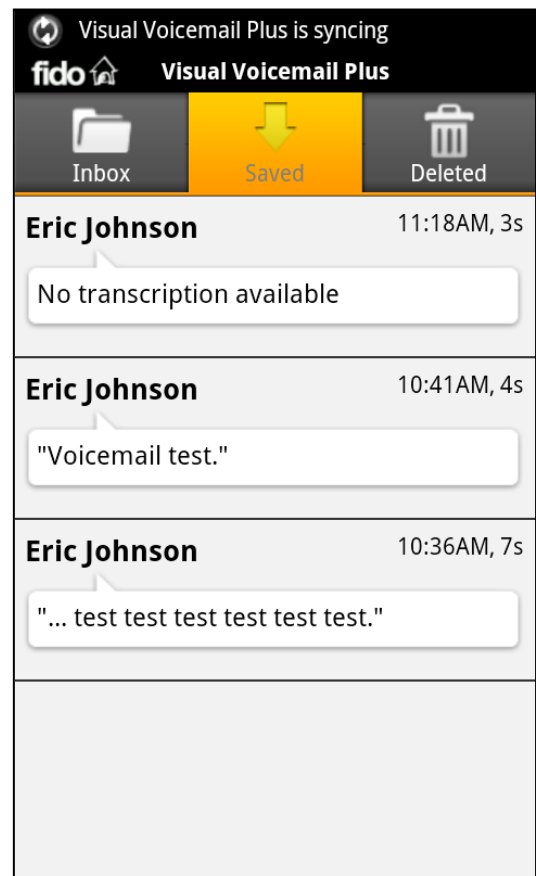 Visual Voicemail Plus is syncing
fido Visual Voicemail Plus
Inbox Saved Deleted
Eric Johnson 11:18AM, 3s
No transcription available
Eric Johnson 10:41AM, 4s
"Voicemail test."
Eric Johnson 10:36AM, 7s
"... test test test test test test."